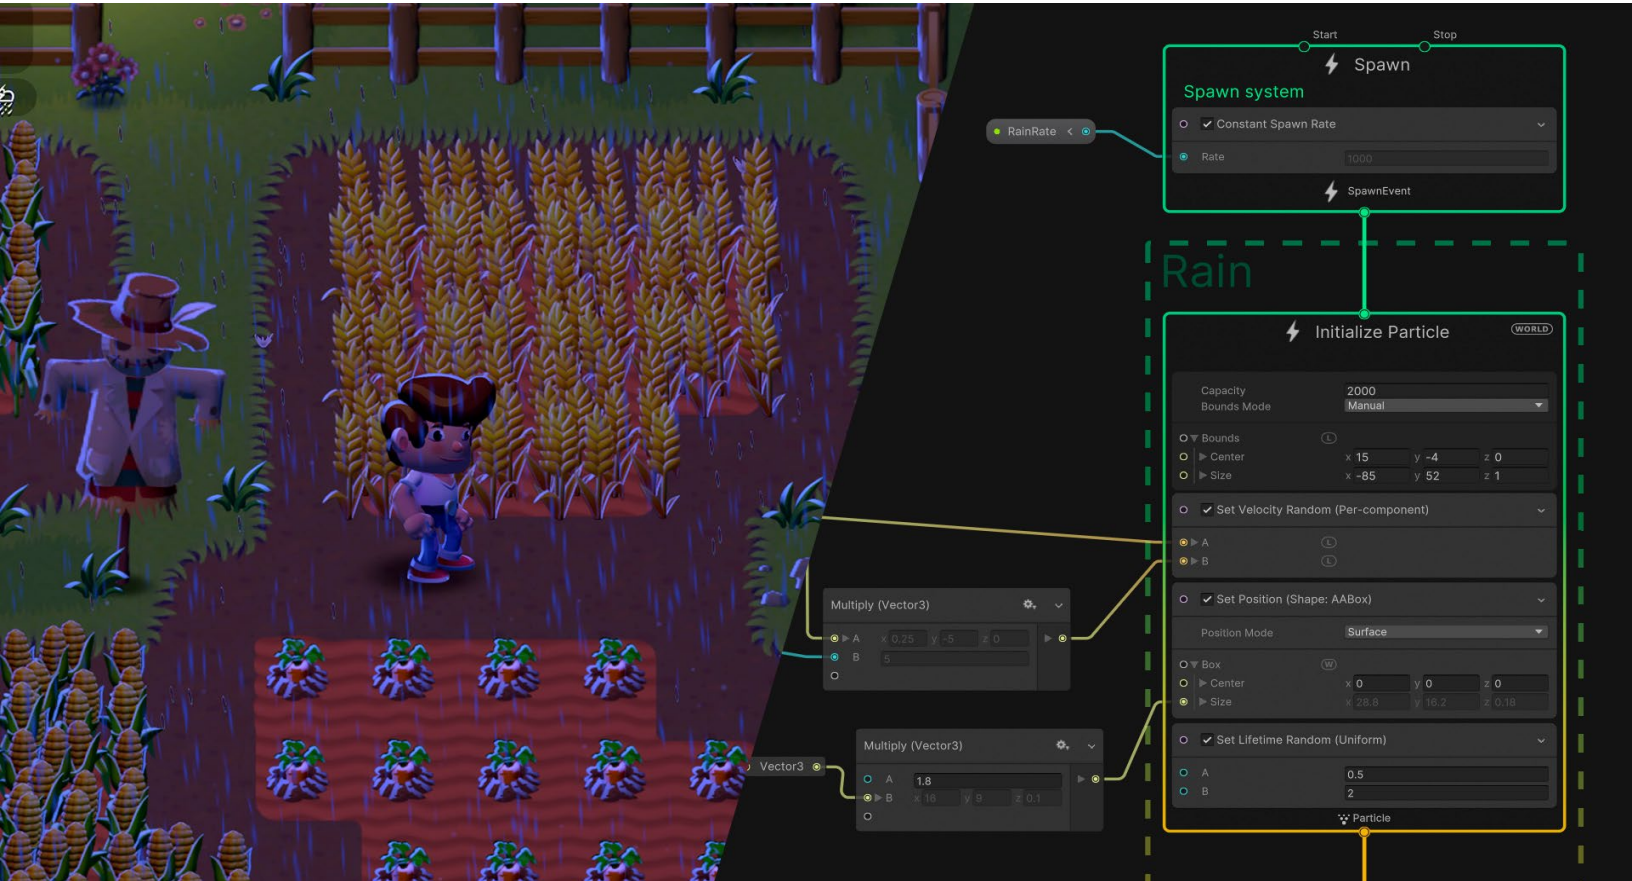 Start Stop
Spawn
Spawn system
Constant Spawn Rate
RainRate <
Rate 1000
SpawnEvent
Rain
Initialize Particle WORLD
Capacity 2000
Bounds Mode Manual
Bounds L
Center x 15 y -4 z 0
Size x -85 y 52 z 1
Set Velocity Random (Per-component)
A L
B L
Set Position (Shape: AABox)
Position Mode Surface
Box W
Center x 0 y 0 z 0
Size x 28.8 y 16.2 z 0.18
Set Lifetime Random (Uniform)
A 0.5
B 2
Particle
Multiply (Vector3)
A x 0.25 y -5 z 0
B 5
Multiply (Vector3)
Vector3
A 1.8
B x 16 y 9 z 0.1